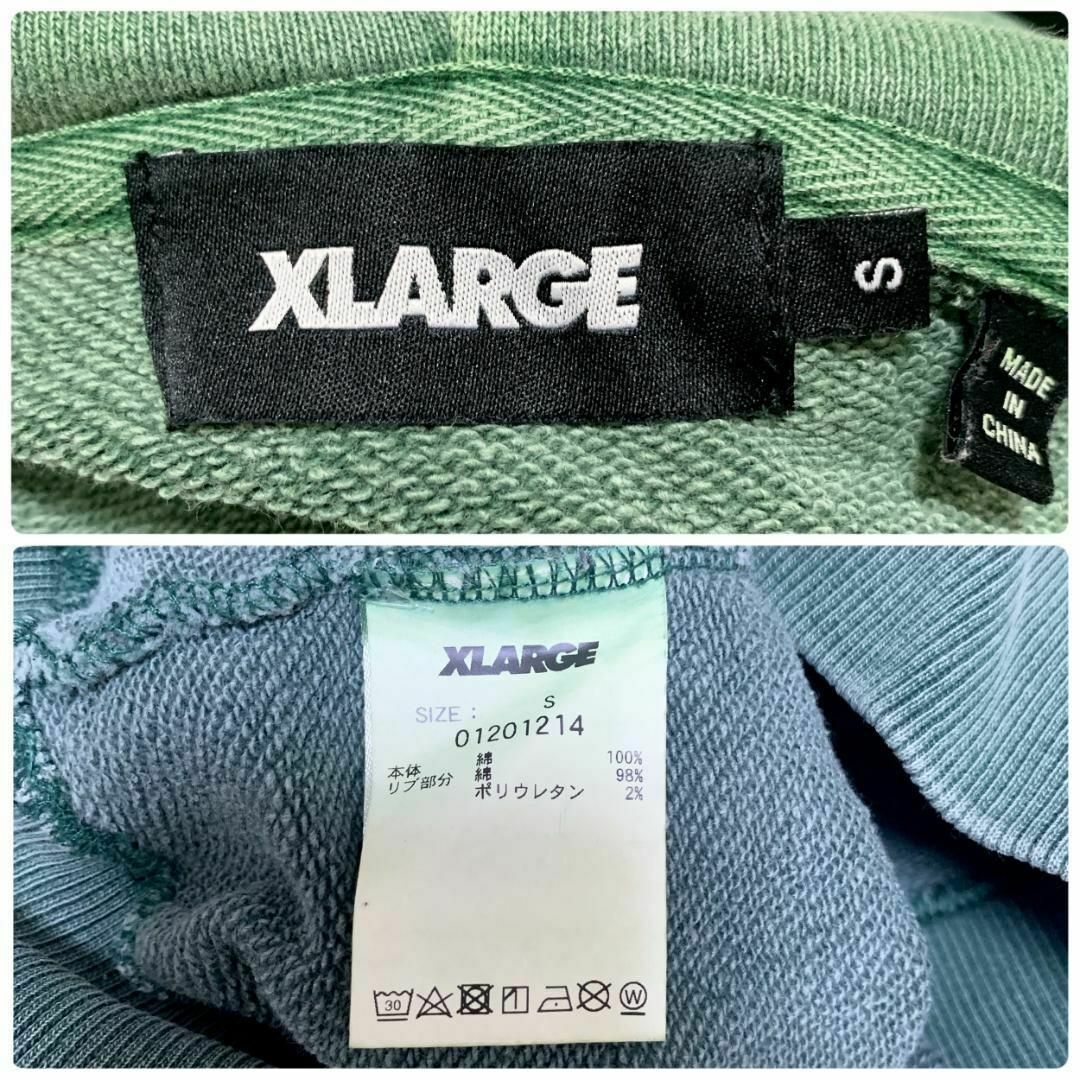 XLARGE
S
MADE
IN
CHINA
XLARGE
SIZE : S
01201214
本体 綿 100%
リブ部分 綿 98%
ポリウレタン 2%
30
W